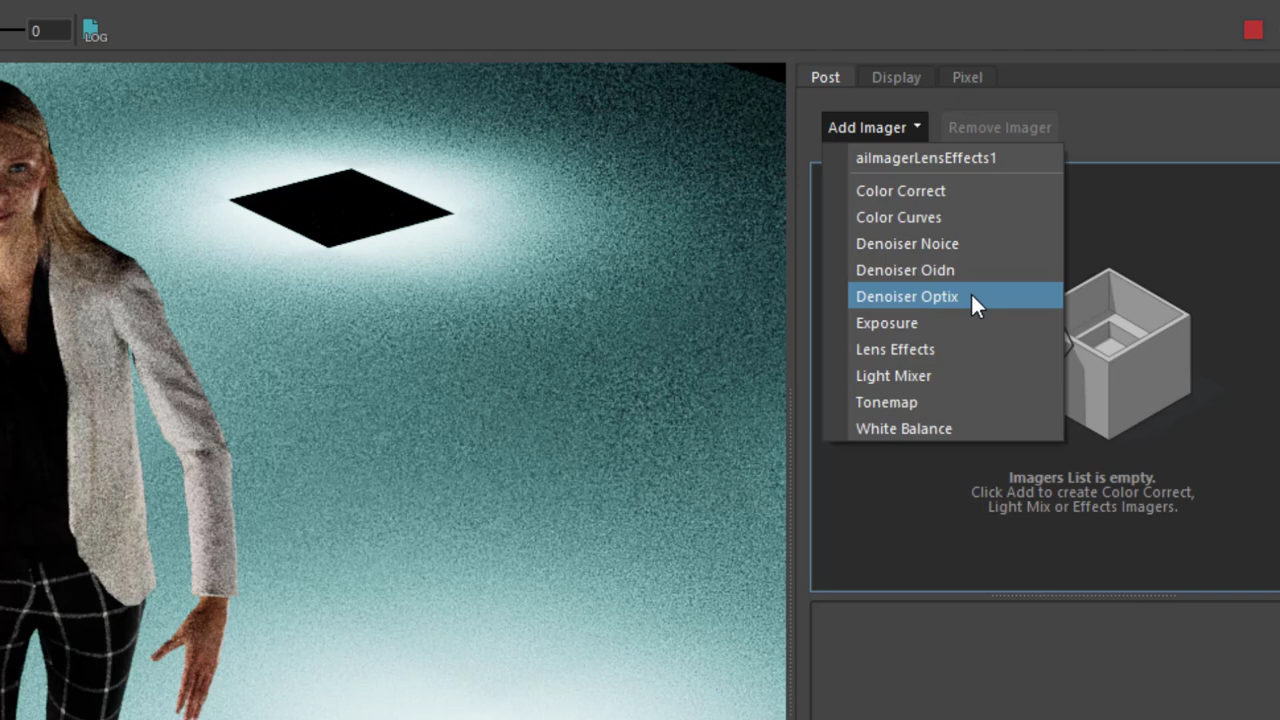 0
LOG
Post Display Pixel
Add Imager Remove Imager
aiImagerLensEffects1
Color Correct
Color Curves
Denoiser Noice
Denoiser Oidn
Denoiser Optix
Exposure
Lens Effects
Light Mixer
Tonemap
White Balance
Imagers List is empty.
Click Add to create Color Correct,
Light Mix or Effects Imagers.